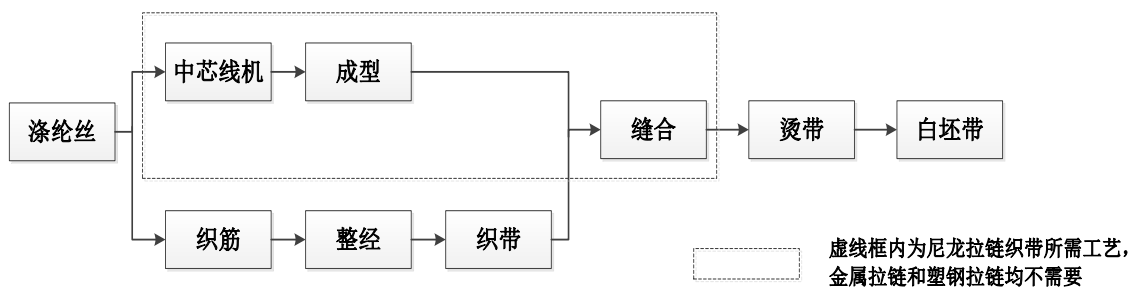 中芯线机
成型
涤纶丝
缝合
烫带
白坯带
织筋
整经
织带
虚线框内为尼龙拉链织带所需工艺，
金属拉链和塑钢拉链均不需要